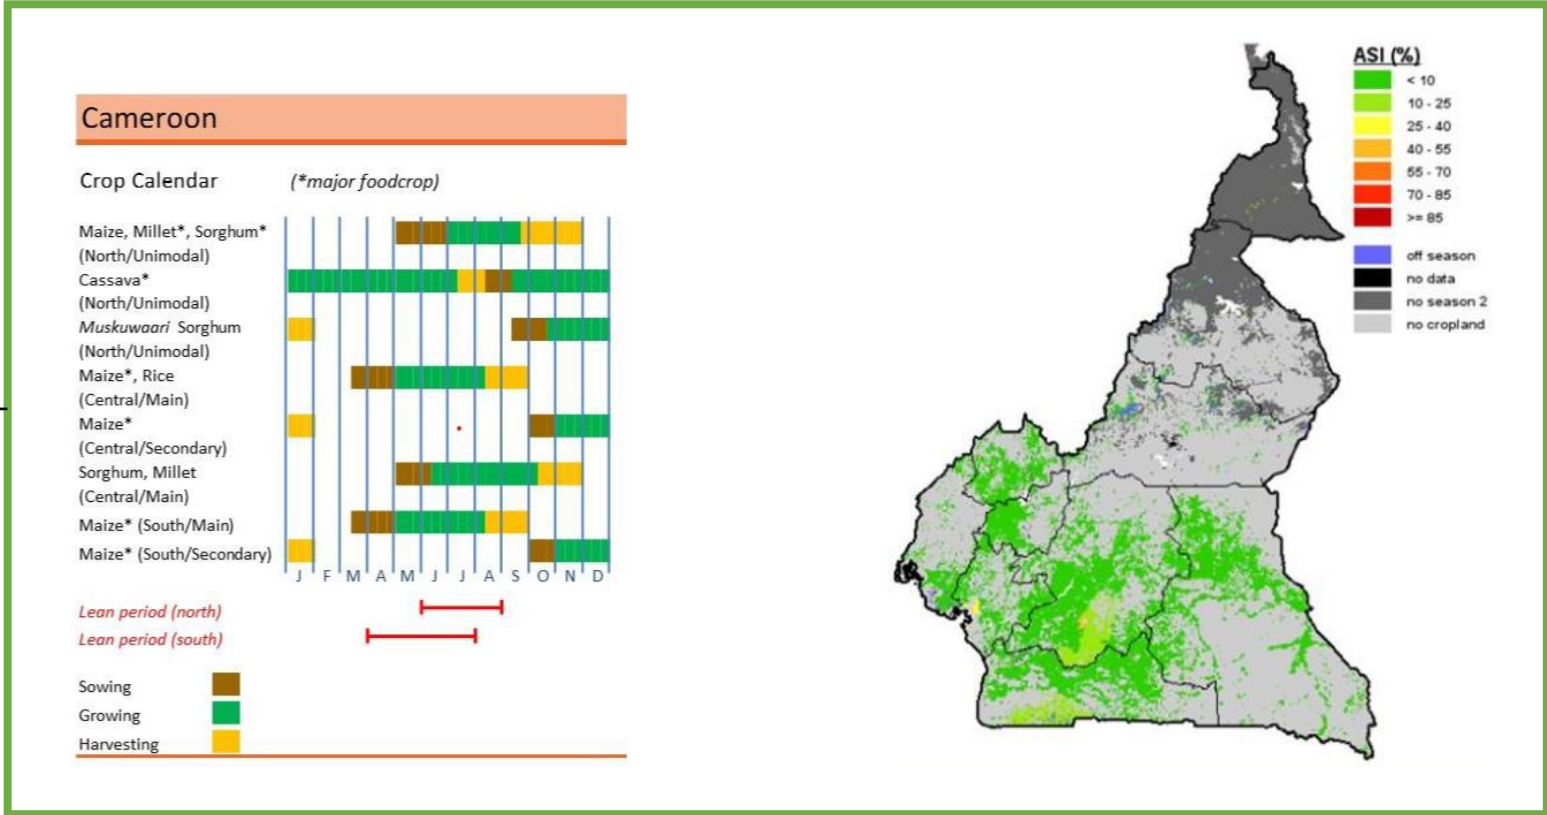 Cameroon
Crop Calendar (*major foodcrop)
Maize, Millet*, Sorghum*
(North/Unimodal)
Cassava*
(North/Unimodal)
Muskuwaari Sorghum
(North/Unimodal)
Maize*, Rice
(Central/Main)
Maize*
(Central/Secondary)
Sorghum, Millet
(Central/Main)
Maize* (South/Main)
Maize* (South/Secondary)
J F M A M J J A S O N D
Lean period (north)
Lean period (south)
Sowing
Growing
Harvesting
ASI (%)
< 10
10 - 25
25 - 40
40 - 55
55 - 70
70 - 85
>= 85
off season
no data
no season 2
no cropland